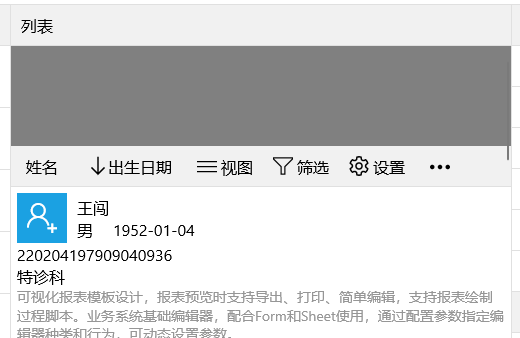 列表
姓名 出生日期 视图 筛选 设置
王闯
男 1952-01-04
220204197909040936
特诊科
可视化报表模板设计，报表预览时支持导出、打印、简单编辑，支持报表绘制
过程脚本。业务系统基础编辑器，配合Form和Sheet使用，通过配置参数指定编
辑器种类和行为，可动态设置参数。